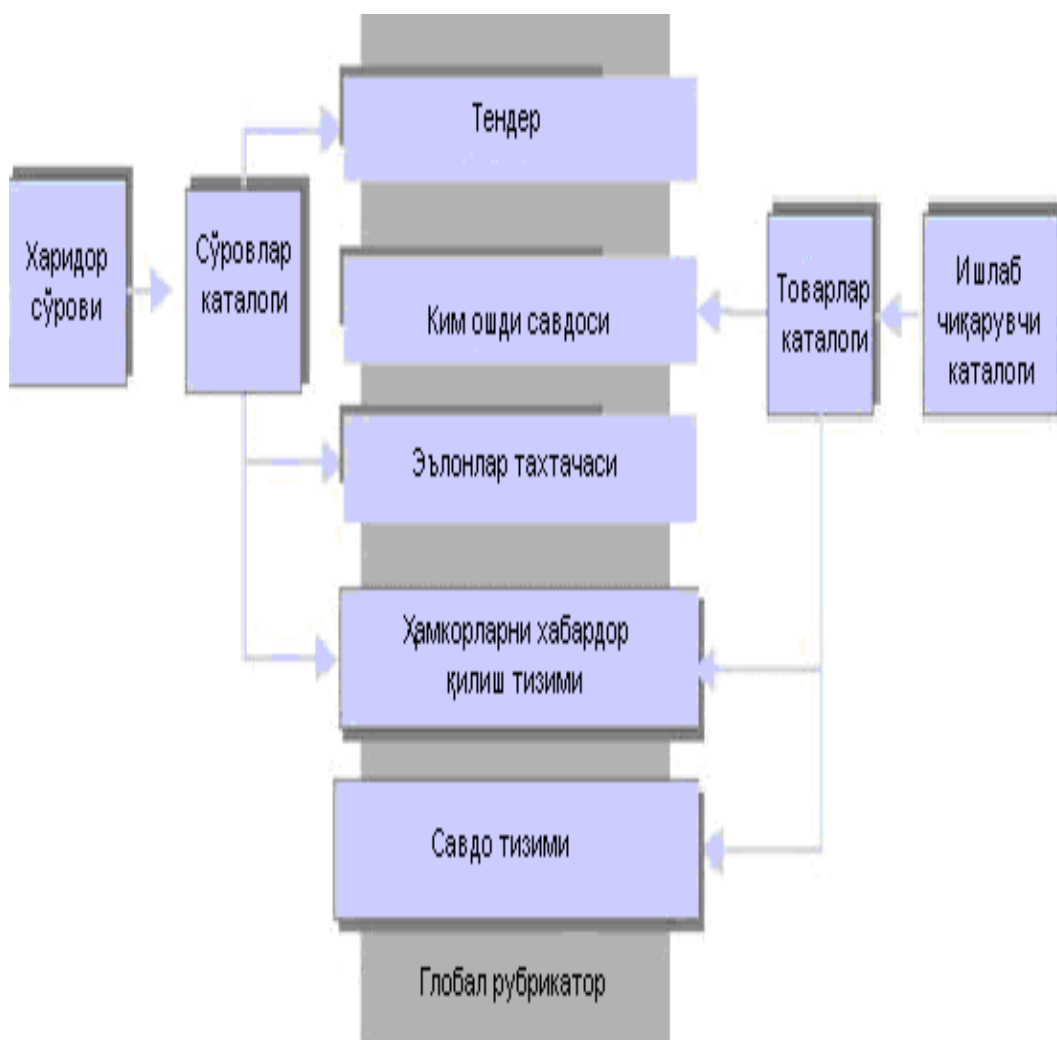 Тендер
Харидор
сўрови
Сўровлар
каталоги
Ким ошди савдоси
Товарлар
каталоги
Ишлаб
чиқарувчи
каталоги
Эълонлар тахтачаси
Ҳамкорларни хабардор
қилиш тизими
Савдо тизими
Глобал рубрикатор